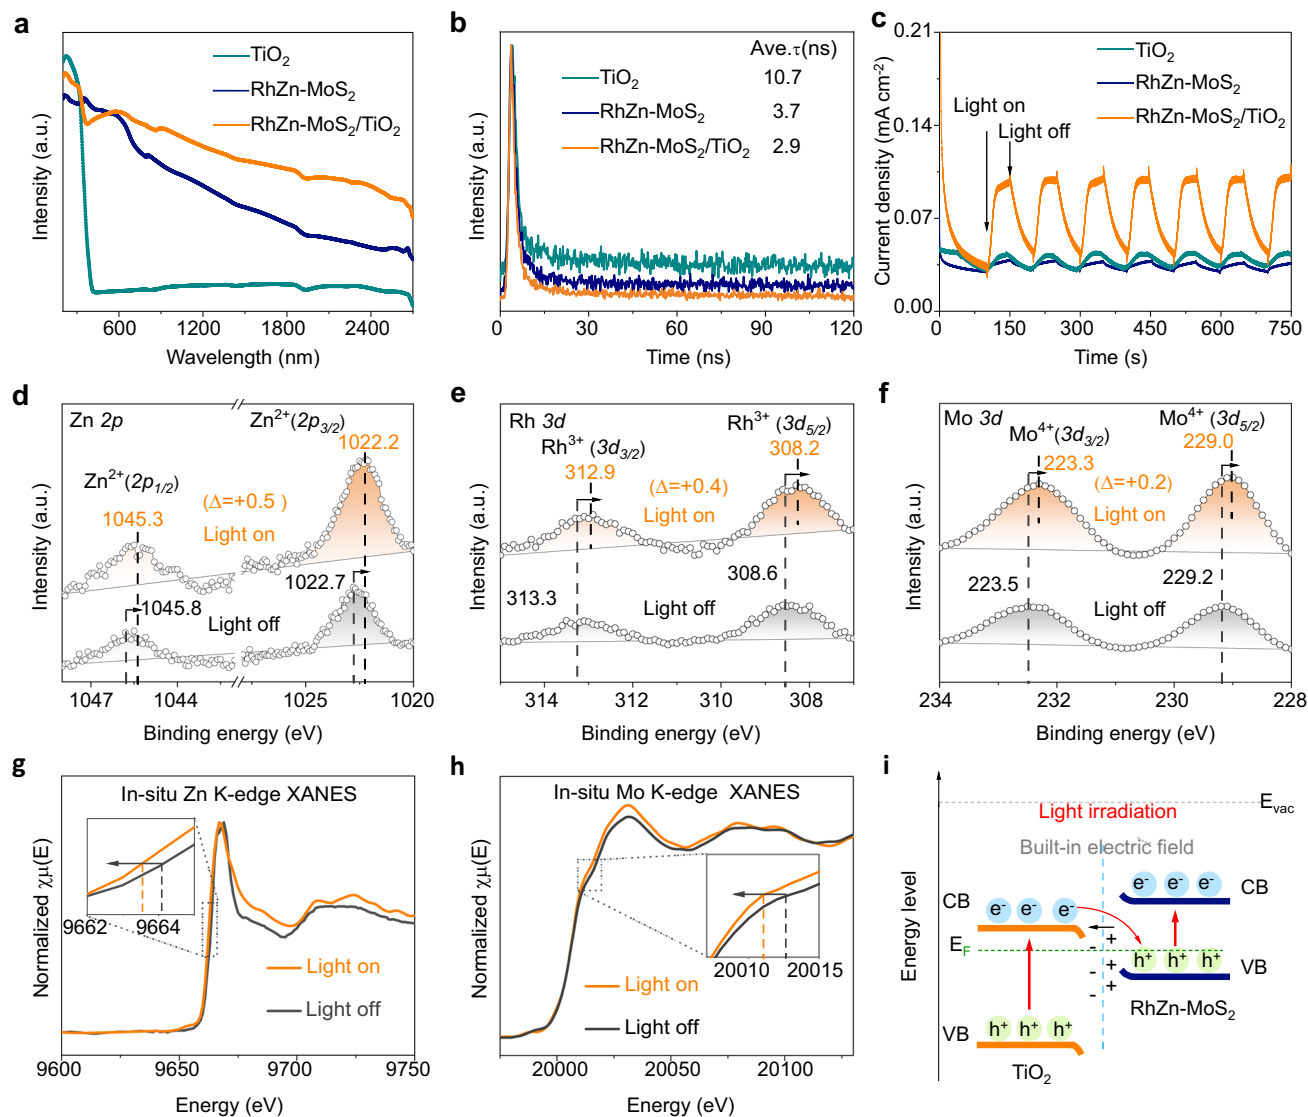 a
TiO2
RhZn-MoS2
RhZn-MoS2/TiO2
Intensity (a.u.)
600 1200 1800 2400
Wavelength (nm)
b
Ave.τ(ns)
TiO2 10.7
RhZn-MoS2 3.7
RhZn-MoS2/TiO2 2.9
Intensity (a.u.)
0 30 60 90 120
Time (ns)
c
0.21
0.14
0.07
0.00
Current density (mA cm-2)
TiO2
RhZn-MoS2
RhZn-MoS2/TiO2
Light on
Light off
0 150 300 450 600 750
Time (s)
d
Zn 2p
Zn2+(2p3/2)
1022.2
Zn2+(2p1/2)
(Δ=+0.5 )
1045.3
Light on
1022.7
1045.8
Light off
Intensity (a.u.)
1047 1044 1025 1020
Binding energy (eV)
e
Rh 3d
Rh3+ (3d5/2)
Rh3+ (3d3/2)
308.2
312.9
(Δ=+0.4)
Light on
308.6
313.3
Light off
Intensity (a.u.)
314 312 310 308
Binding energy (eV)
f
Mo 3d
Mo4+ (3d5/2)
Mo4+(3d3/2)
229.0
223.3
(Δ=+0.2)
Light on
223.5
229.2
Light off
Intensity (a.u.)
234 232 230 228
Binding energy (eV)
g
In-situ Zn K-edge XANES
9662 9664
Light on
Light off
Normalized χμ(E)
9600 9650 9700 9750
Energy (eV)
h
In-situ Mo K-edge XANES
20010 20015
Light on
Light off
Normalized χμ(E)
20000 20050 20100
Energy (eV)
i
Evac
Light irradiation
Built-in electric field
e- e- e- CB
CB e- e- e-
EF
+
-
+
-
+
-
h+ h+ h+ VB
RhZn-MoS2
VB h+ h+ h+
TiO2
Energy level